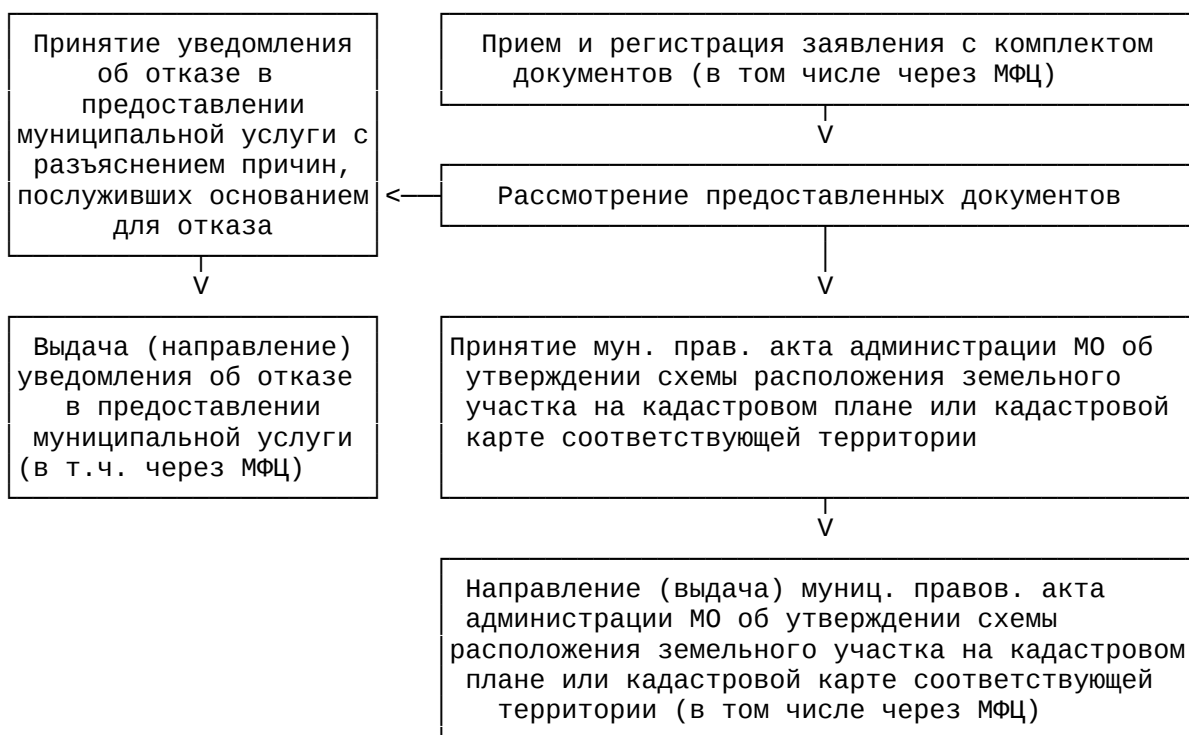 Принятие уведомления
об отказе в
предоставлении
муниципальной услуги с
разъяснением причин,
послуживших основанием
для отказа
Прием и регистрация заявления с комплектом
документов (в том числе через МФЦ)
V
<── Рассмотрение предоставленных документов
V
V
Выдача (направление)
уведомления об отказе
в предоставлении
муниципальной услуги
(в т.ч. через МФЦ)
Принятие мун. прав. акта администрации МО об
утверждении схемы расположения земельного
участка на кадастровом плане или кадастровой
карте соответствующей территории
V
Направление (выдача) муниц. правов. акта
администрации МО об утверждении схемы
расположения земельного участка на кадастровом
плане или кадастровой карте соответствующей
территории (в том числе через МФЦ)